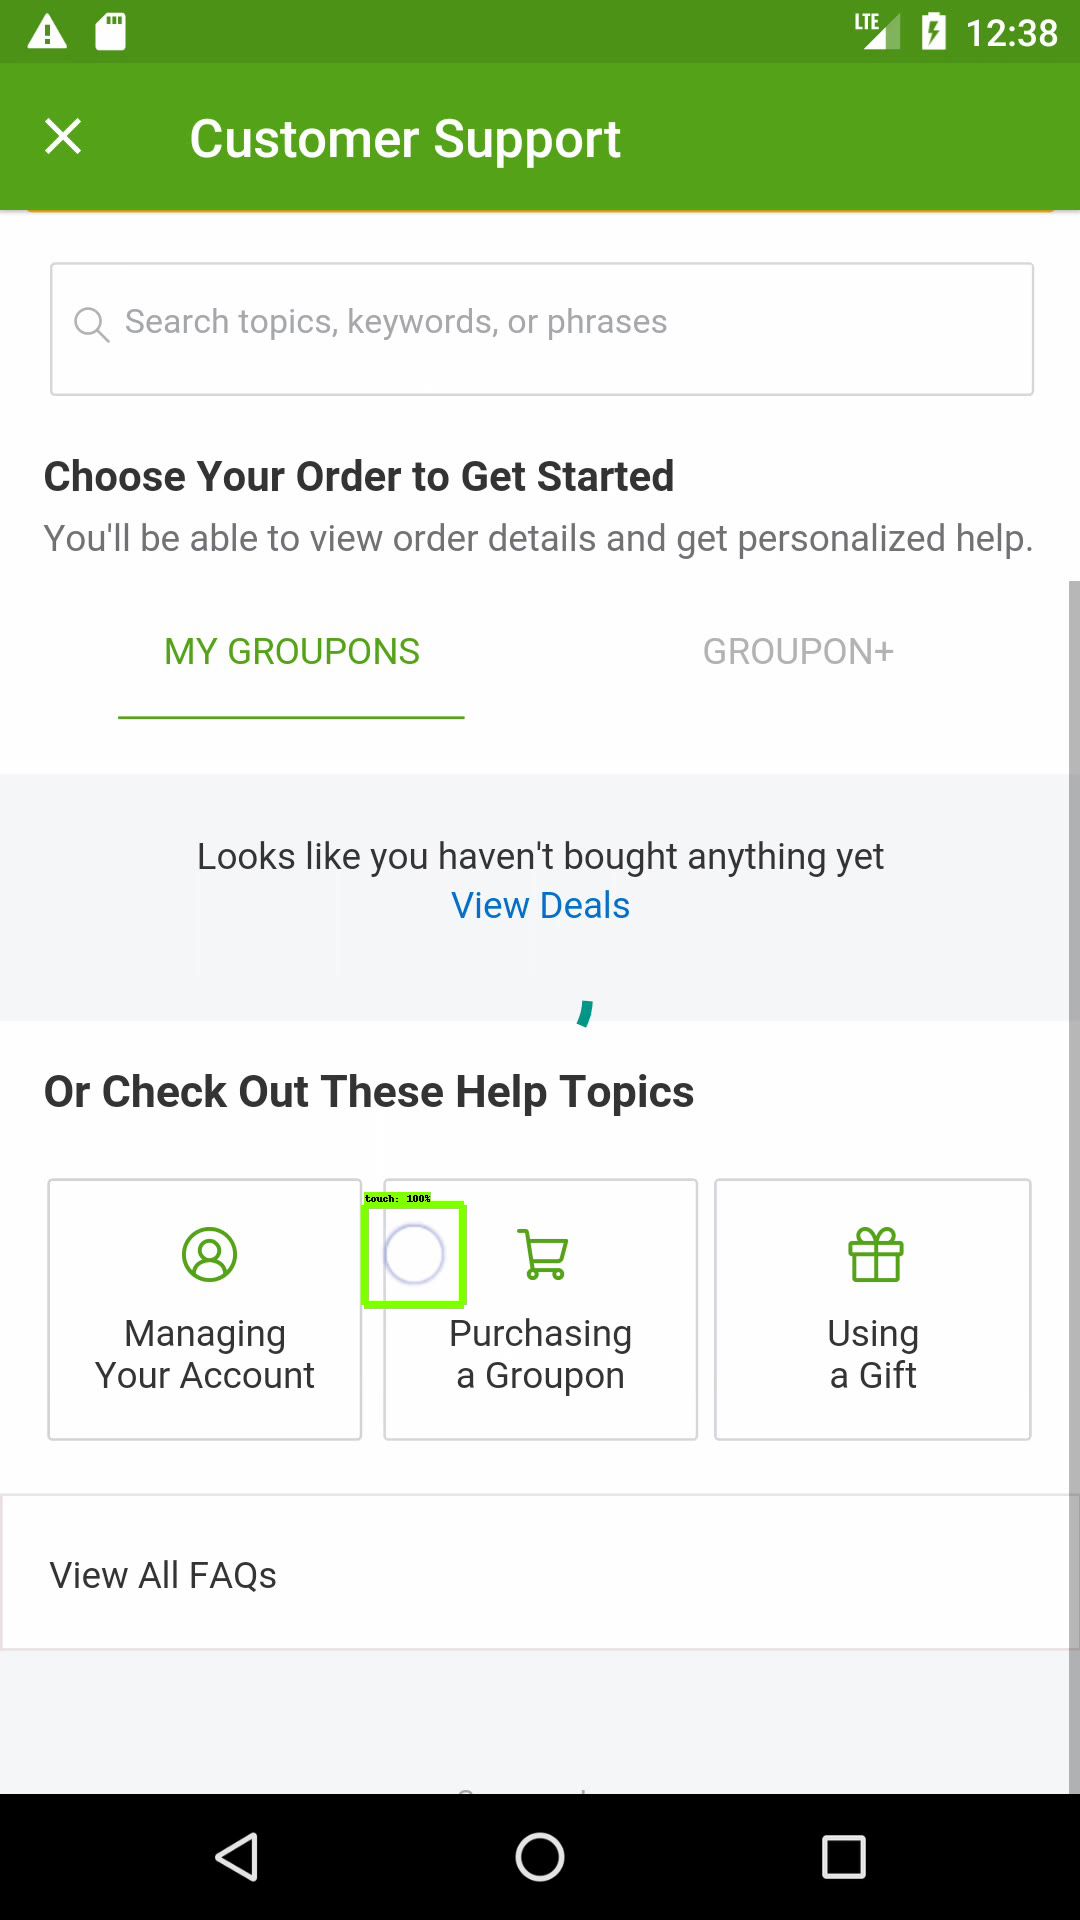 LTE 12:38
Customer Support
Search topics, keywords, or phrases
Choose Your Order to Get Started
You'll be able to view order details and get personalized help.
MY GROUPONS GROUPON+
Looks like you haven't bought anything yet
View Deals
Or Check Out These Help Topics
touch: 100%
Managing
Your Account
Purchasing
a Groupon
Using
a Gift
View All FAQs